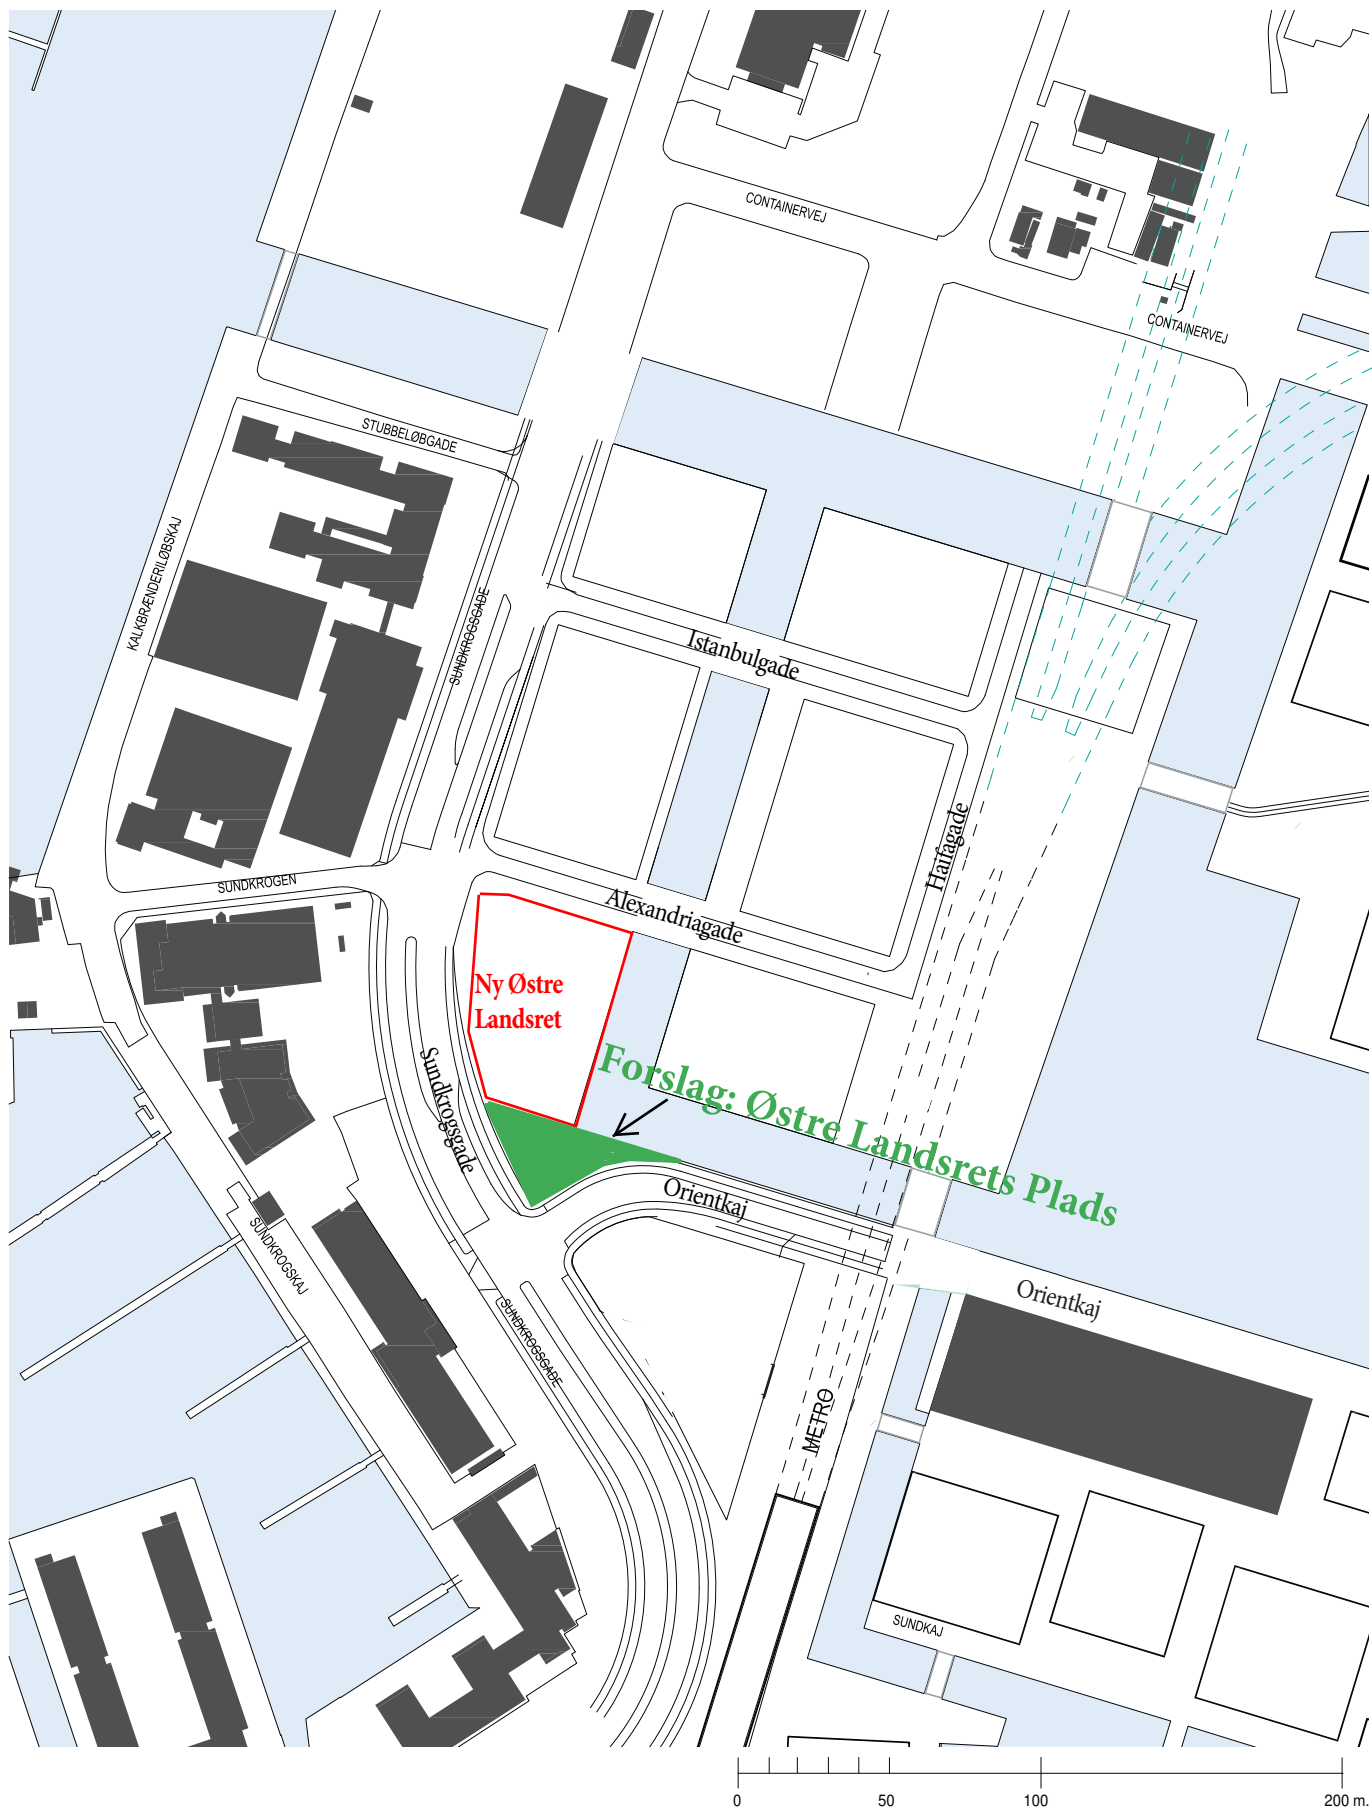 CONTAINERVEJ
CONTAINERVEJ
STUBBELØBGADE
KALKBRÆNDERILØBSKAJ
SUNDKROGSGADE
Istanbulgade
Haifagade
SUNDKROGEN
Alexandriagade
Ny Østre
Landsret
Sundkrogsgade
Forslag: Østre Landsrets Plads
Orientkaj
SUNDKROGSKAJ
SUNDKROGSGADE
Orientkaj
METRO
SUNDKAJ
0 50 100 200 m.